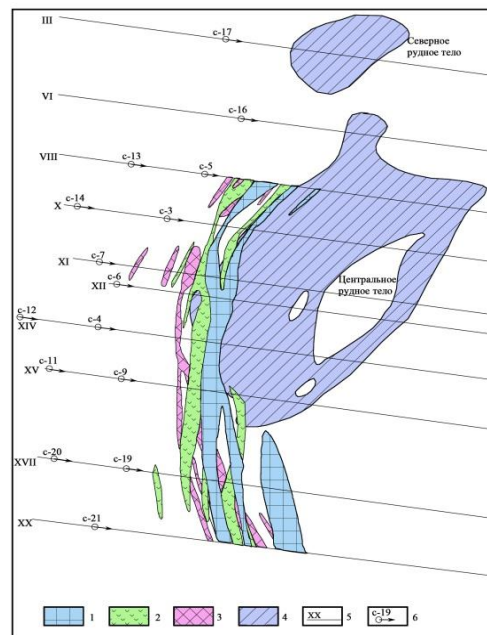 III
с-17
Северное
рудное тело
VI
с-16
VIII
с-13
с-5
X
с-14
с-3
XI
с-7
XII
с-6
Центральное
рудное тело
с-12
XIV
с-4
с-11
XV
с-9
с-20
XVII
с-19
XX
с-21
1
2
3
4
XX
5
с-19
6